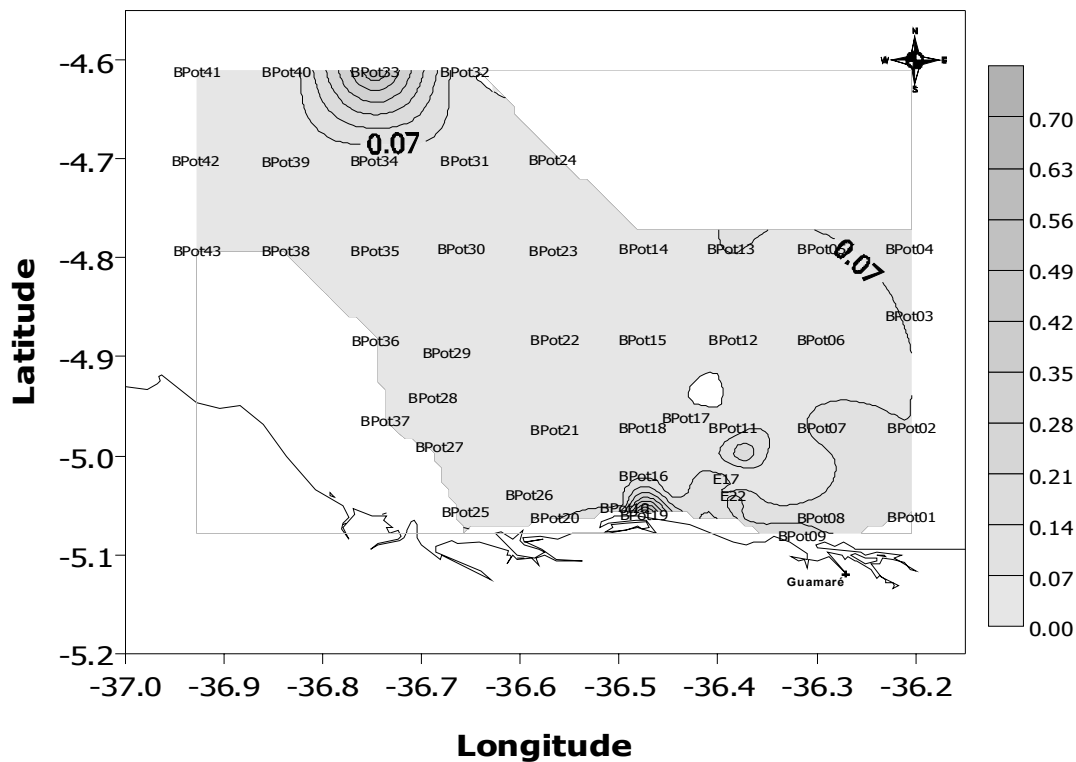 N
W E
S
-4.6
-4.7
-4.8
-4.9
-5.0
-5.1
-5.2
Latitude
BPot41 BPot40 BPot33 BPot32
0.07
BPot42 BPot39 BPot34 BPot31 BPot24
BPot43 BPot38 BPot35 BPot30 BPot23 BPot14 BPot13 BPot05 BPot04
0.07
BPot03
BPot36 BPot29 BPot22 BPot15 BPot12 BPot06
BPot28
BPot37 BPot17
BPot27 BPot21 BPot18 BPot11 BPot07 BPot02
BPot16 E17
BPot26 E22
BPot25 BPot20 BPot19 BPot08 BPot01
BPot09
Guamaré
-37.0 -36.9 -36.8 -36.7 -36.6 -36.5 -36.4 -36.3 -36.2
Longitude
0.70
0.63
0.56
0.49
0.42
0.35
0.28
0.21
0.14
0.07
0.00